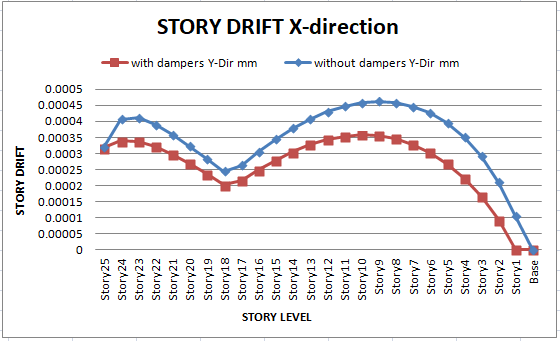 STORY DRIFT X-direction
with dampers Y-Dir mm
without dampers Y-Dir mm
0.0005
0.00045
0.0004
0.00035
0.0003
0.00025
0.0002
0.00015
0.0001
0.00005
0
STORY DRIFT
Story25
Story24
Story23
Story22
Story21
Story20
Story19
Story18
Story17
Story16
Story15
Story14
Story13
Story12
Story11
Story10
Story9
Story8
Story7
Story6
Story5
Story4
Story3
Story2
Story1
Base
STORY LEVEL